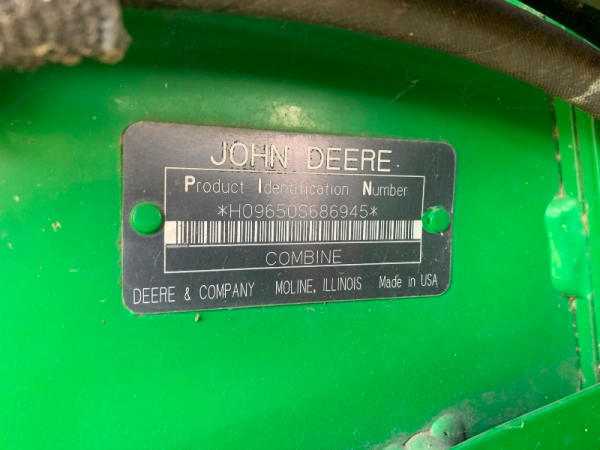 JOHN DEERE
Product Identification Number
*H09650S686945*
COMBINE
DEERE & COMPANY MOLINE, ILLINOIS Made in USA